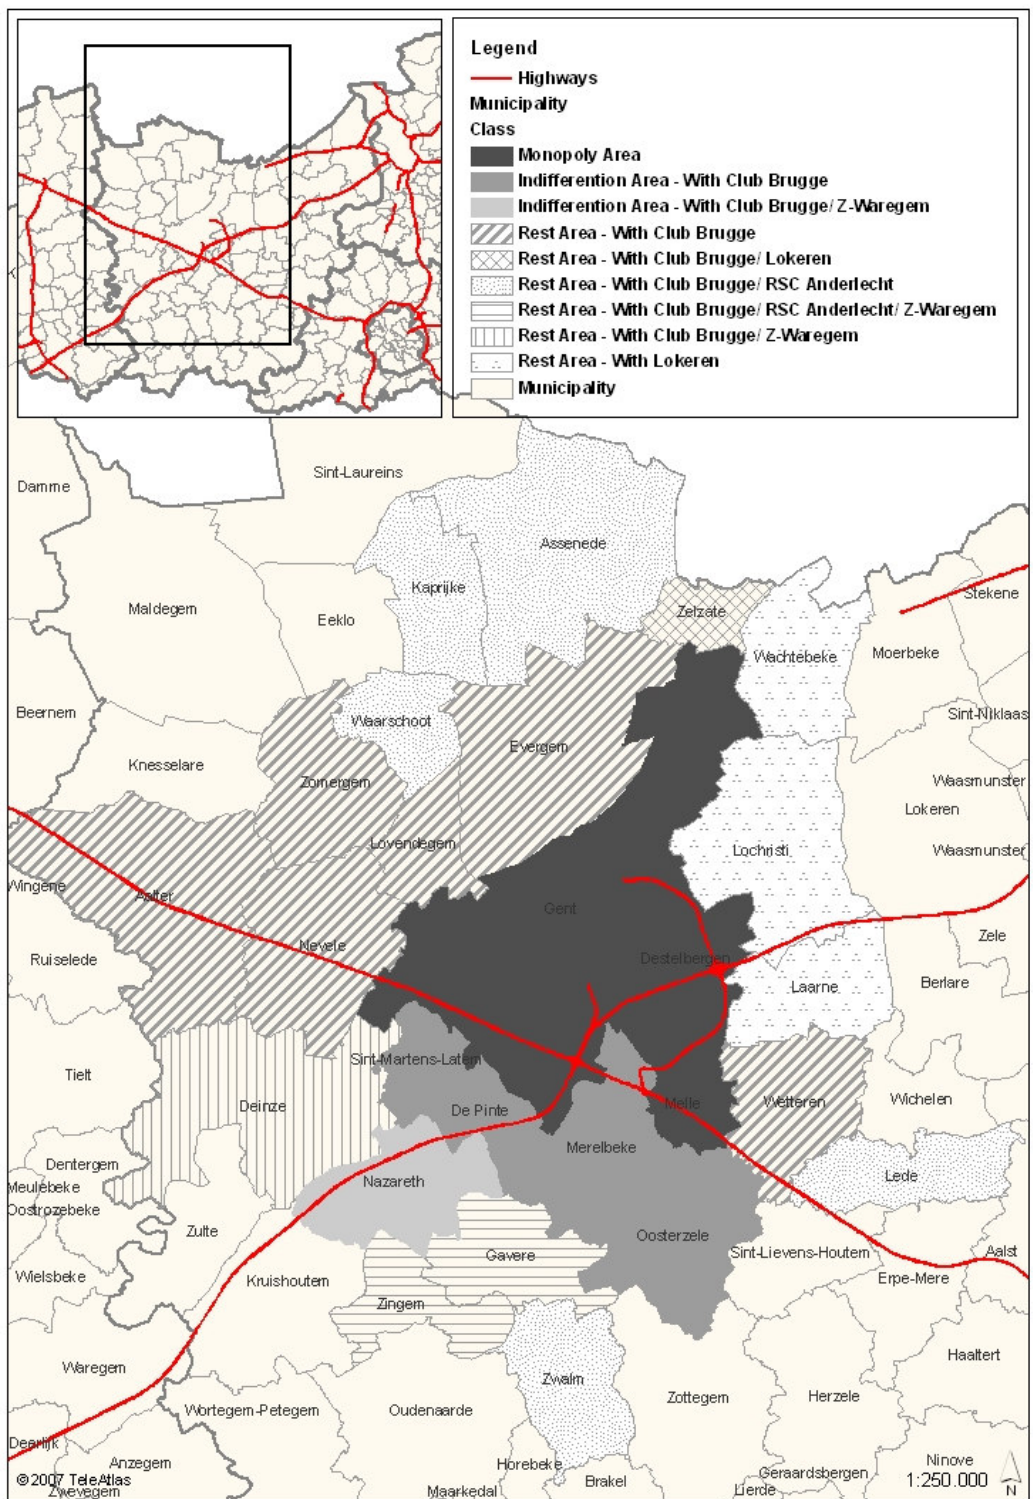 Legend
Highways
Municipality
Class
Monopoly Area
Indifferention Area - With Club Brugge
Indifferention Area - With Club Brugge/ Z-Waregem
Rest Area - With Club Brugge
Rest Area - With Club Brugge/ Lokeren
Rest Area - With Club Brugge/ RSC Anderlecht
Rest Area - With Club Brugge/ RSC Anderlecht/ Z-Waregem
Rest Area - With Club Brugge/ Z-Waregem
Rest Area - With Lokeren
Municipality
Sint-Laureins
Damme
Assenede
Kaprijke
Stekene
Maldegem
Zelzate
Eeklo
Moerbeke
Wachtebeke
Beernem
Sint-Niklaas
Waarschoot
Evergem
Knesselare
Zomergem
Waasmunster
Lokeren
Lovendegem
Lochristi
Waasmunster
Wingene
Aalter
Gent
Zele
Nevele
Ruiselede
Destelbergen
Laarne
Berlare
Sint-Martens-Latem
Tielt
Deinze
De Pinte
Melle
Wetteren
Wichelen
Merelbeke
Dentergem
Lede
Meulebeke
Nazareth
Oostrozebeke
Zulte
Oosterzele
Gavere
Sint-Lievens-Houtem
Aalst
Wielsbeke
Kruishoutem
Erpe-Mere
Zingem
Haaltert
Waregem
Zwalm
Zottegem
Herzele
Wortegem-Petegem
Oudenaarde
Deerlijk
Anzegem
Horebeke
Ninove
Geraardsbergen
©2007 TeleAtlas
Brakel
1:250.000
Zwevegem
Maarkedal
Lierde
N